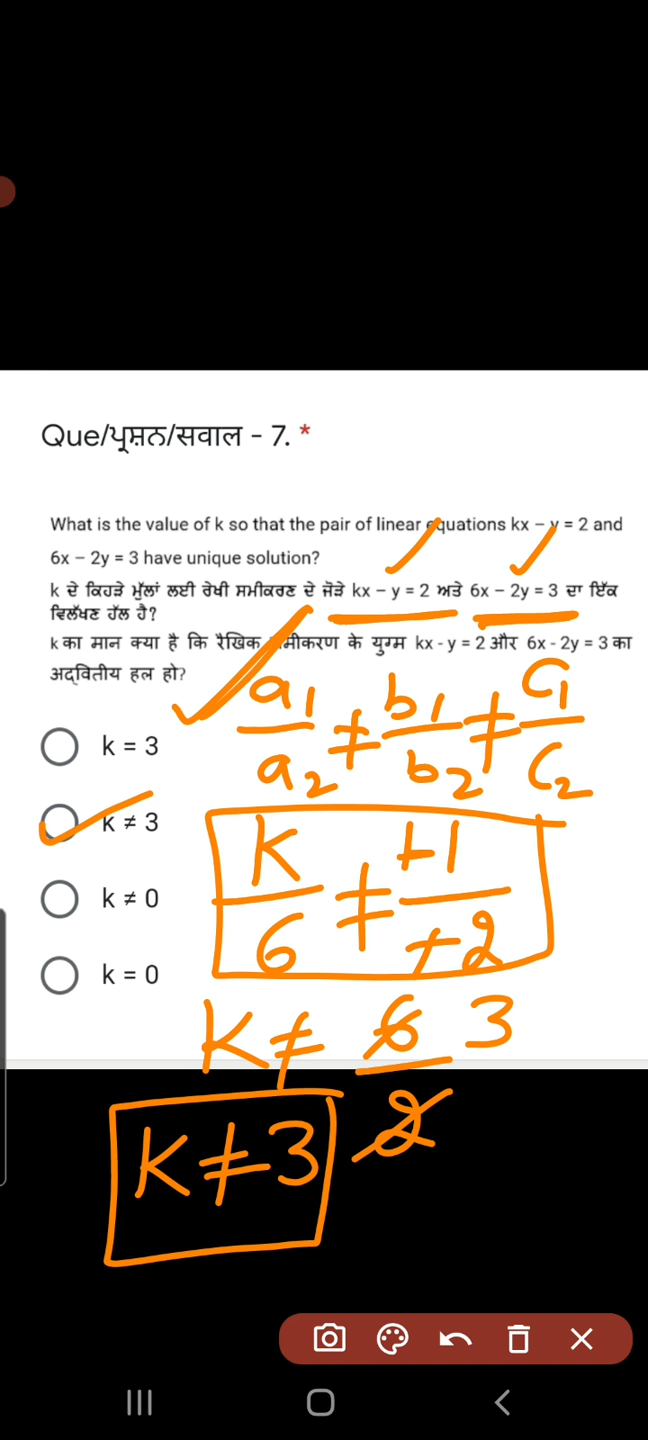 Que/ਪ੍ਰਸ਼ਨ/सवाल - 7. *
What is the value of k so that the pair of linear equations kx – y = 2 and
6x – 2y = 3 have unique solution?
k ਦੇ ਕਿਹੜੇ ਮੁੱਲਾਂ ਲਈ ਰੇਖੀ ਸਮੀਕਰਣ ਦੇ ਜੋੜੇ kx – y = 2 ਅਤੇ 6x – 2y = 3 ਦਾ ਇੱਕ
ਵਿਲੱਖਣ ਹੱਲ ਹੈ?
k का मान क्या है कि रैखिक समीकरण के युग्म kx - y = 2 और 6x - 2y = 3 का
अद्वितीय हल हो?
a₁/a₂ ≠ b₁/b₂ ≠ C₁/C₂
k = 3
k ≠ 3
k ≠ 0
k = 0
K/6 ≠ +1/+2
K ≠ 6/2 3
K ≠ 3